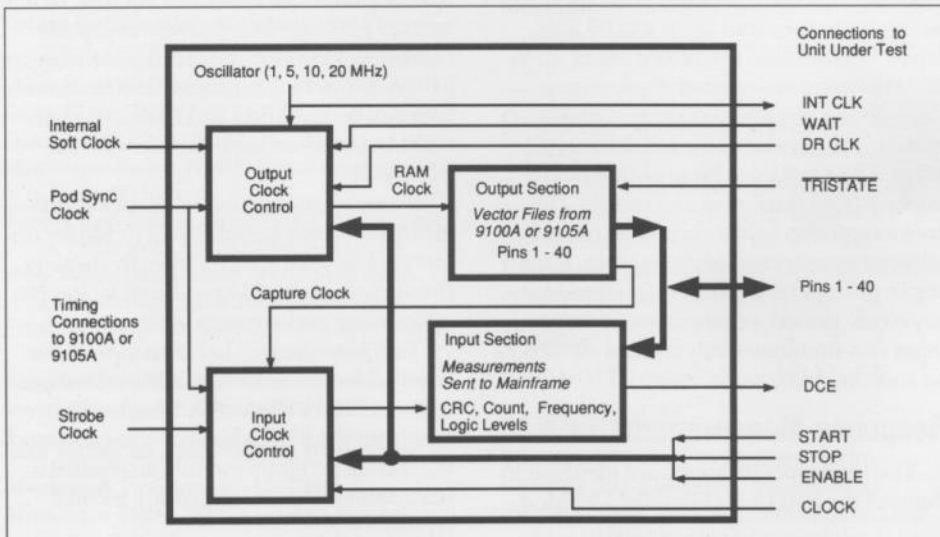 Connections to
Unit Under Test
Oscillator (1, 5, 10, 20 MHz)
Internal
Soft Clock
Pod Sync
Clock
Timing
Connections
to 9100A or
9105A
Strobe
Clock
Output
Clock
Control
RAM
Clock
Output Section
Vector Files from
9100A or 9105A
Pins 1 - 40
Capture Clock
Input
Clock
Control
Input Section
Measurements
Sent to Mainframe
CRC, Count, Frequency,
Logic Levels
INT CLK
WAIT
DR CLK
TRISTATE
Pins 1 - 40
DCE
START
STOP
ENABLE
CLOCK